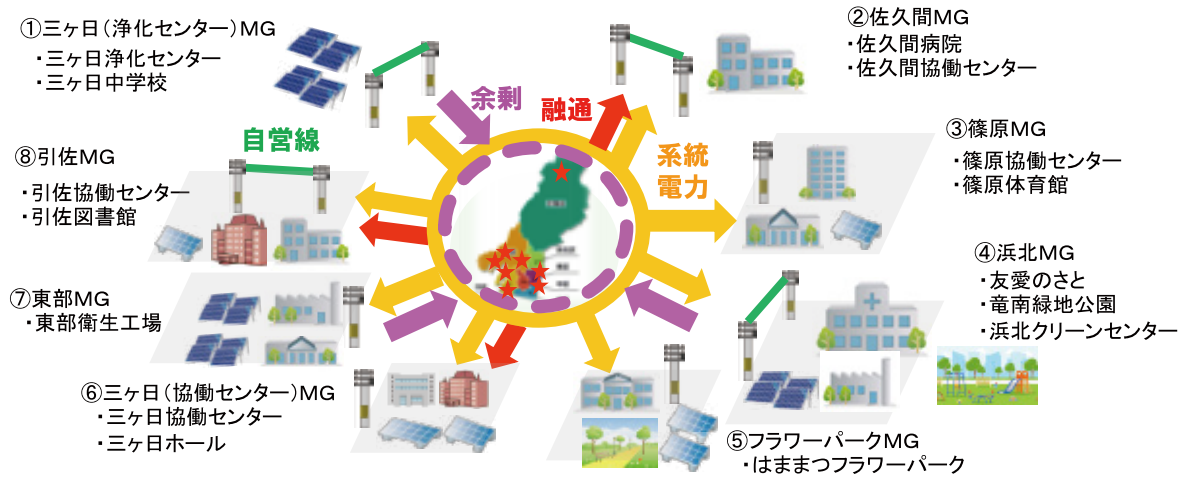 ①三ヶ日(浄化センター)MG
・三ヶ日浄化センター
・三ヶ日中学校
②佐久間MG
・佐久間病院
・佐久間協働センター
余剰
融通
自営線
系統
電力
③篠原MG
・篠原協働センター
・篠原体育館
⑧引佐MG
・引佐協働センター
・引佐図書館
④浜北MG
・友愛のさと
・竜南緑地公園
・浜北クリーンセンター
⑦東部MG
・東部衛生工場
⑥三ヶ日(協働センター)MG
・三ヶ日協働センター
・三ヶ日ホール
⑤フラワーパークMG
・はままつフラワーパーク